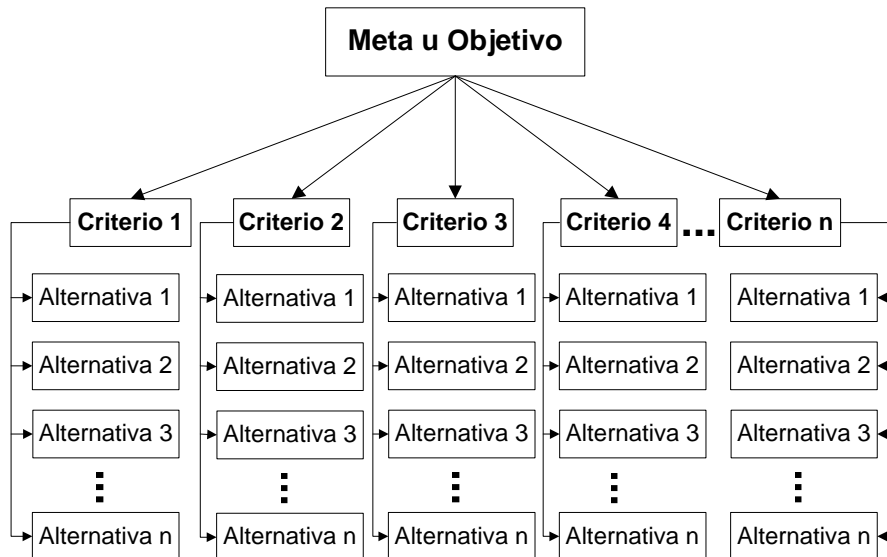 Meta u Objetivo
Criterio 1
Criterio 2
Criterio 3
Criterio 4
...
Criterio n
Alternativa 1
Alternativa 1
Alternativa 1
Alternativa 1
Alternativa 1
Alternativa 2
Alternativa 2
Alternativa 2
Alternativa 2
Alternativa 2
Alternativa 3
Alternativa 3
Alternativa 3
Alternativa 3
Alternativa 3
Alternativa n
Alternativa n
Alternativa n
Alternativa n
Alternativa n